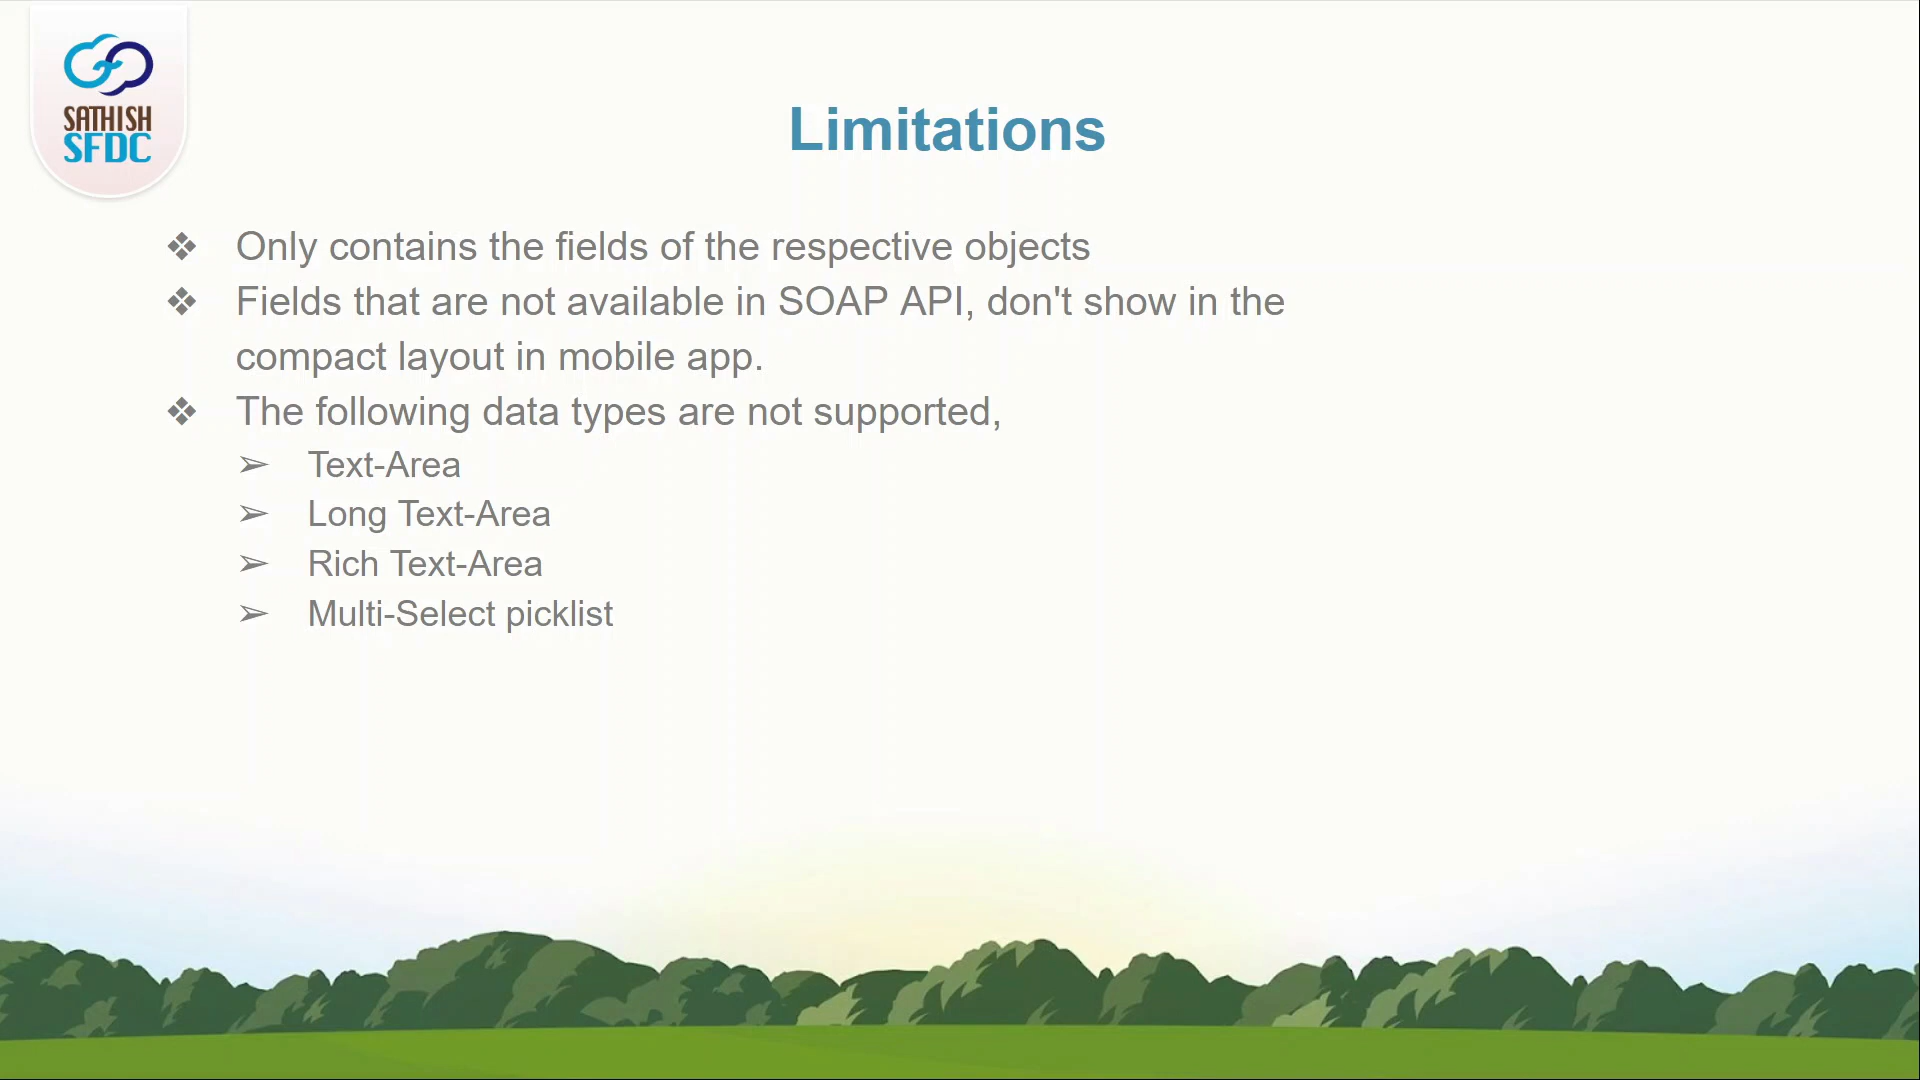 SATHISH
SFDC
Limitations
❖ Only contains the fields of the respective objects
❖ Fields that are not available in SOAP API, don't show in the
compact layout in mobile app.
❖ The following data types are not supported,
➢ Text-Area
➢ Long Text-Area
➢ Rich Text-Area
➢ Multi-Select picklist